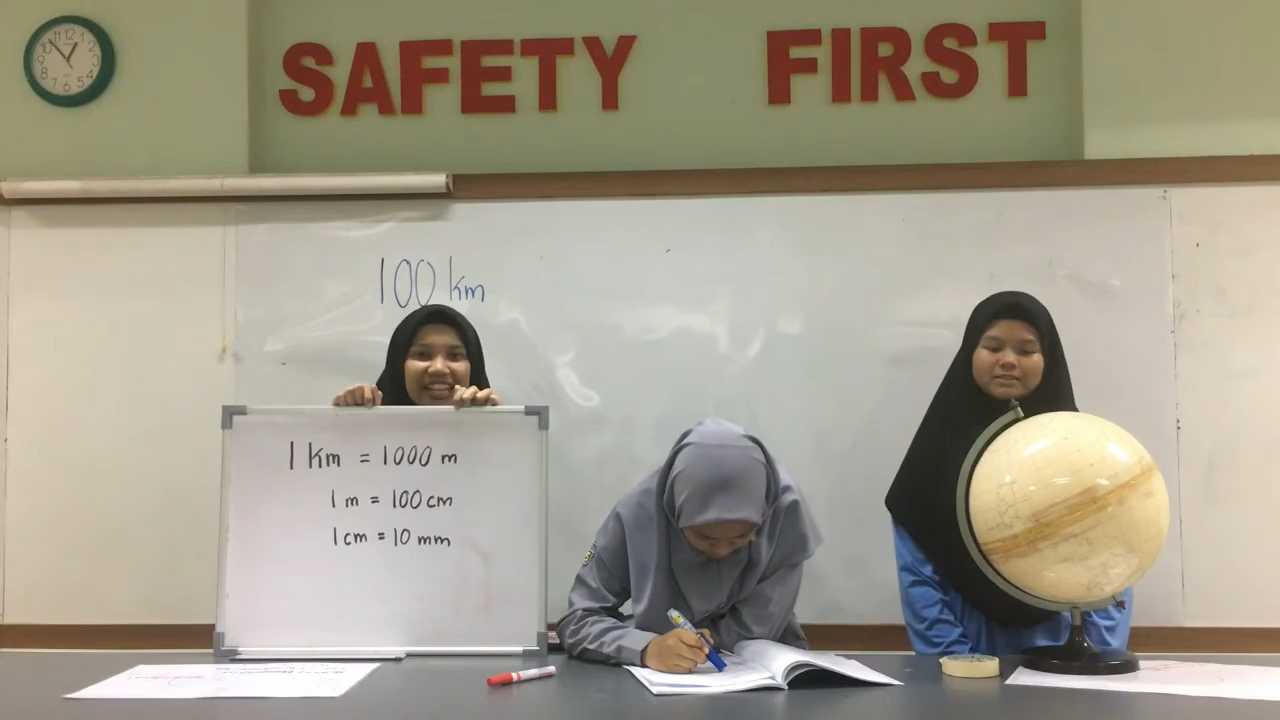 SAFETY FIRST
100 km
1 km = 1000 m
1 m = 100 cm
1 cm = 10 mm